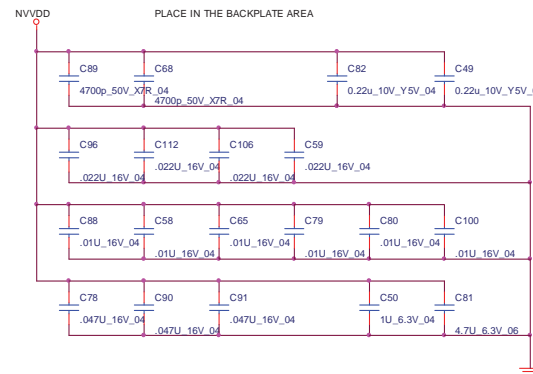 NVVDD PLACE IN THE BACKPLATE AREA
C89 C68 C82 C49
4700p_50V_X7R_04 4700p_50V_X7R_04 0.22u_10V_Y5V_04 0.22u_10V_Y5V_
C96 C112 C106 C59
.022U_16V_04 .022U_16V_04 .022U_16V_04 .022U_16V_04
C88 C58 C65 C79 C80 C100
.01U_16V_04 .01U_16V_04 .01U_16V_04 .01U_16V_04 .01U_16V_04 .01U_16V_04
C78 C90 C91 C50 C81
.047U_16V_04 .047U_16V_04 .047U_16V_04 1U_6.3V_04 4.7U_6.3V_06